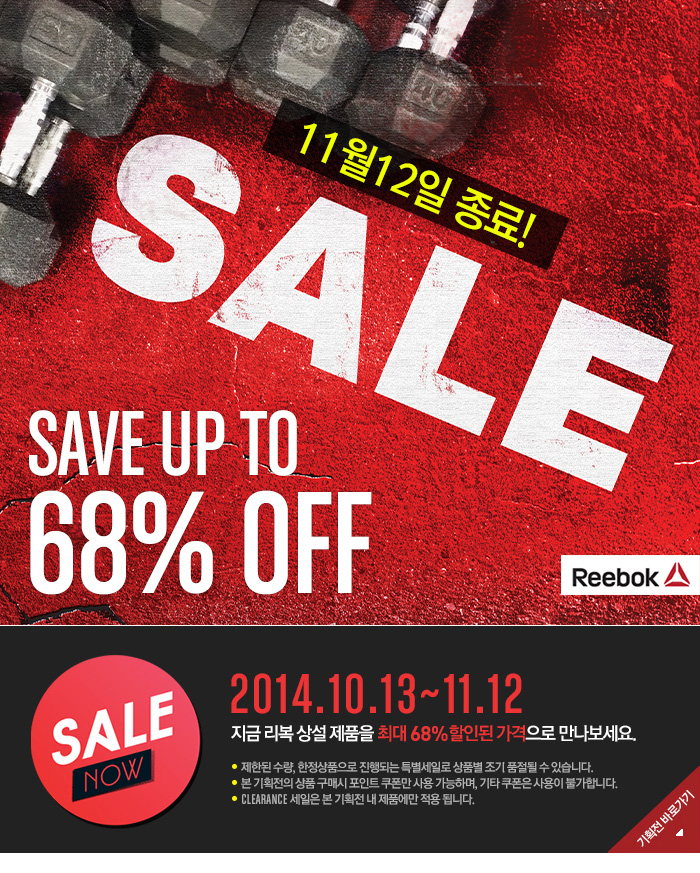 40
40
11월12일 종료!
SALE
SAVE UP TO
68% OFF
Reebok
SALE
NOW
2014.10.13~11.12
지금 리복 상설 제품을 최대 68%할인된 가격으로 만나보세요.
제한된 수량, 한정상품으로 진행되는 특별세일로 상품별 조기 품절될 수 있습니다.
본 기획전의 상품 구매시 포인트 쿠폰만 사용 가능하며, 기타 쿠폰은 사용이 불가합니다.
CLEARANCE 세일은 본 기획전 내 제품에만 적용 됩니다.
기획전 바로가기